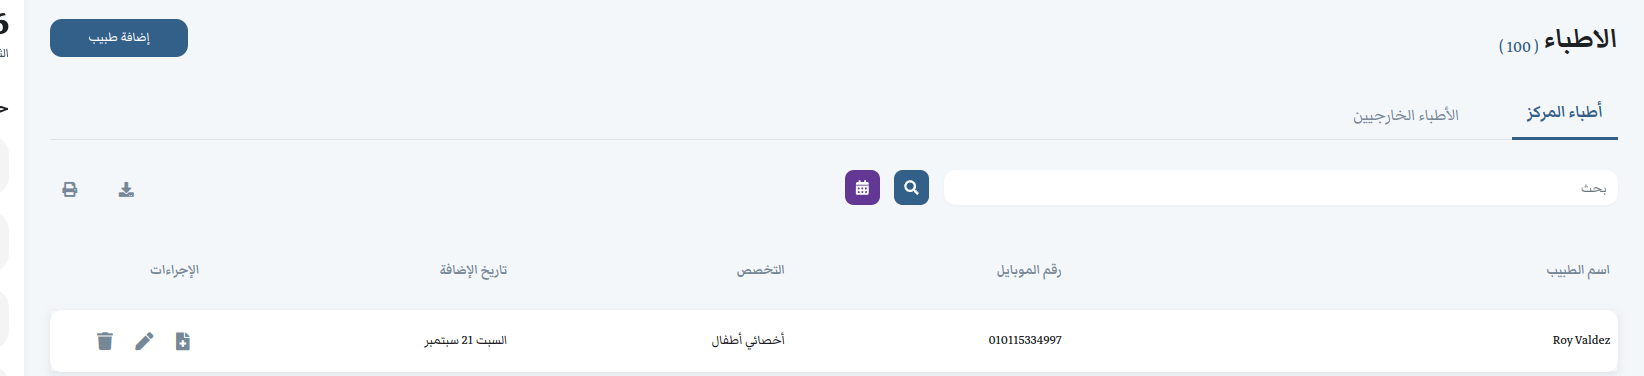 الاطباء ( 100 )
إضافة طبيب
أطباء المركز
الأطباء الخارجيين
بحث
اسم الطبيب رقم الموبايل التخصص تاريخ الإضافة الإجراءات
Roy Valdez 010115334997 أخصائي أطفال السبت 21 سبتمبر